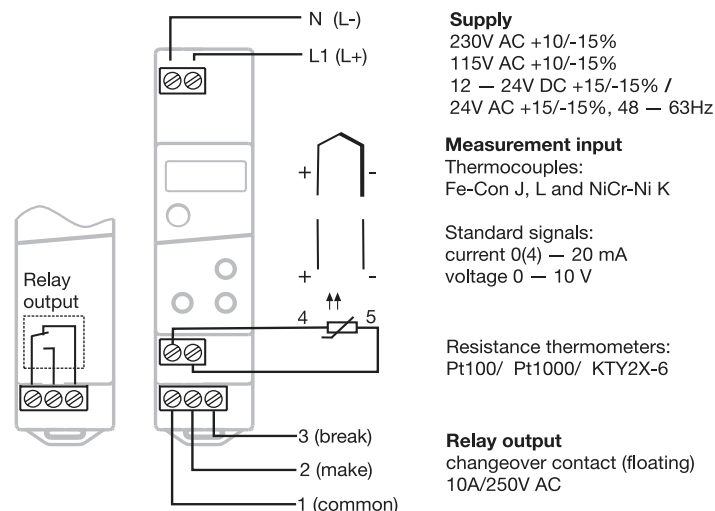 N (L-)
L1 (L+)
Supply
230V AC +10/-15%
115V AC +10/-15%
12 — 24V DC +15/-15% /
24V AC +15/-15%, 48 — 63Hz
Measurement input
Thermocouples:
Fe-Con J, L and NiCr-Ni K
+ -
Standard signals:
current 0(4) — 20 mA
voltage 0 — 10 V
+ -
Relay
output
4 5
Resistance thermometers:
Pt100/ Pt1000/ KTY2X-6
3 (break)
2 (make)
1 (common)
Relay output
changeover contact (floating)
10A/250V AC